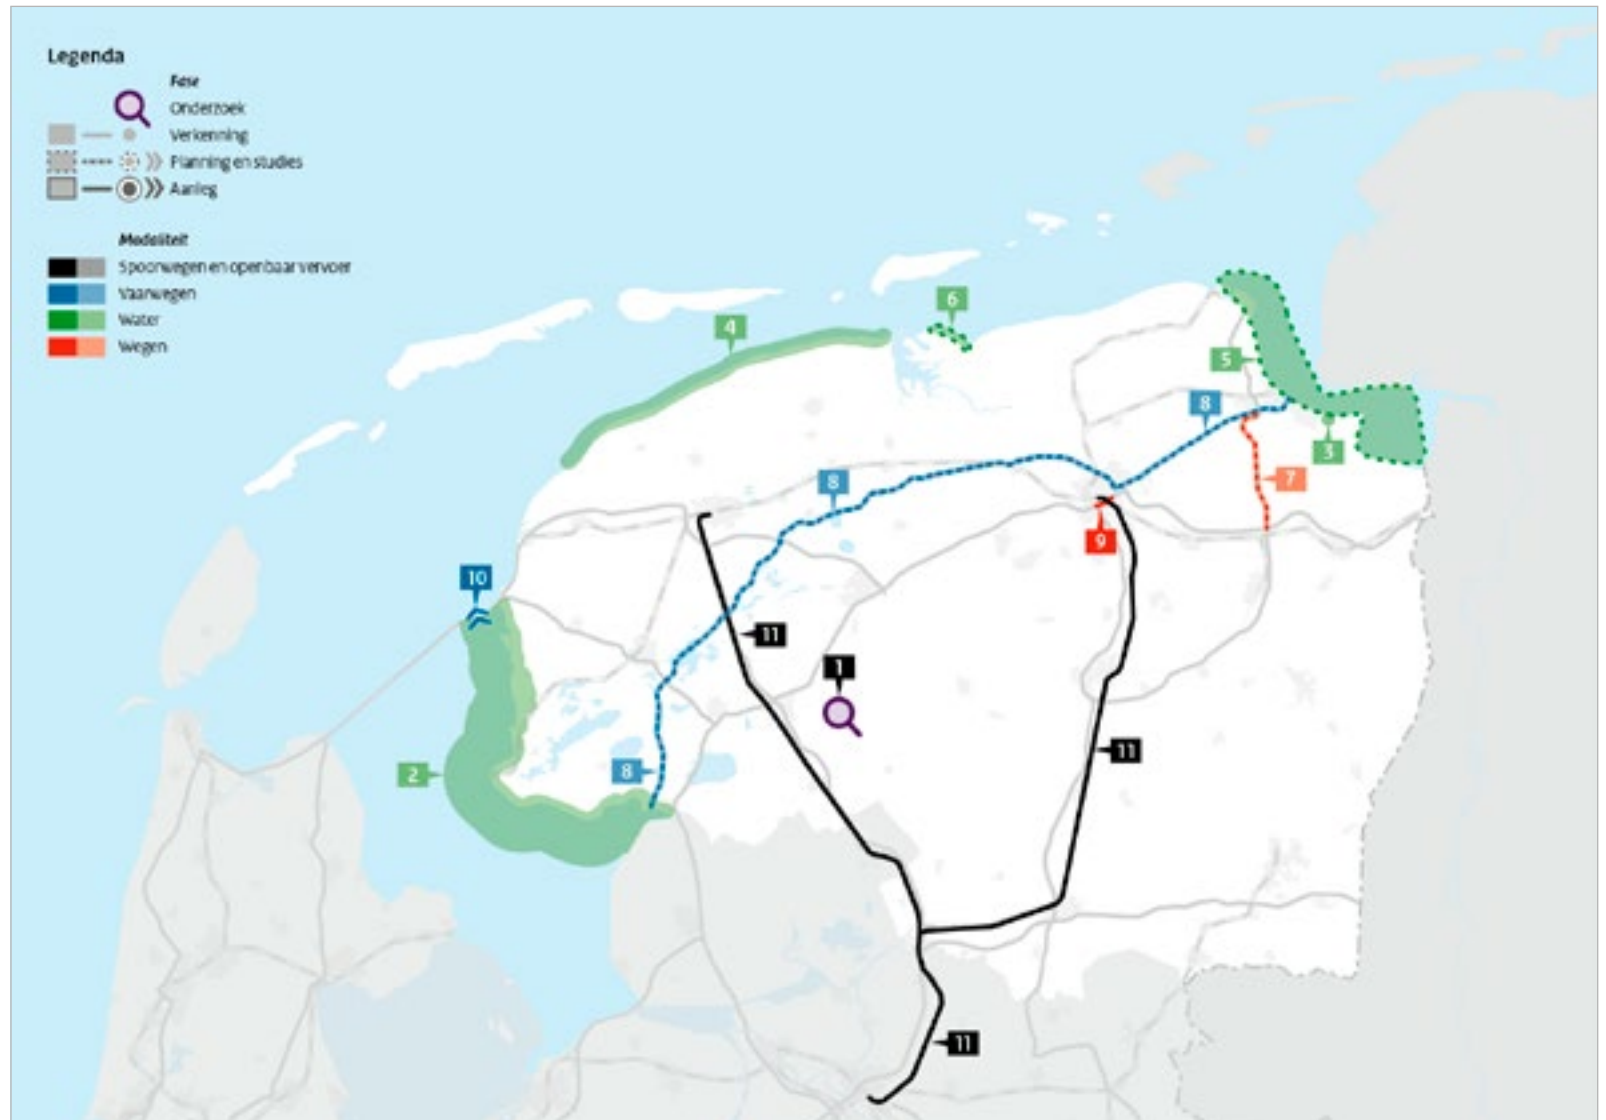 Legenda
Fase
Onderzoek
Verkenning
Planning en studies
Aanleg
Modaliteit
Spoorwegen en openbaar vervoer
Vaarwegen
Water
Wegen
6
4
5
8
3
8
7
9
10
11
1
11
2
8
11